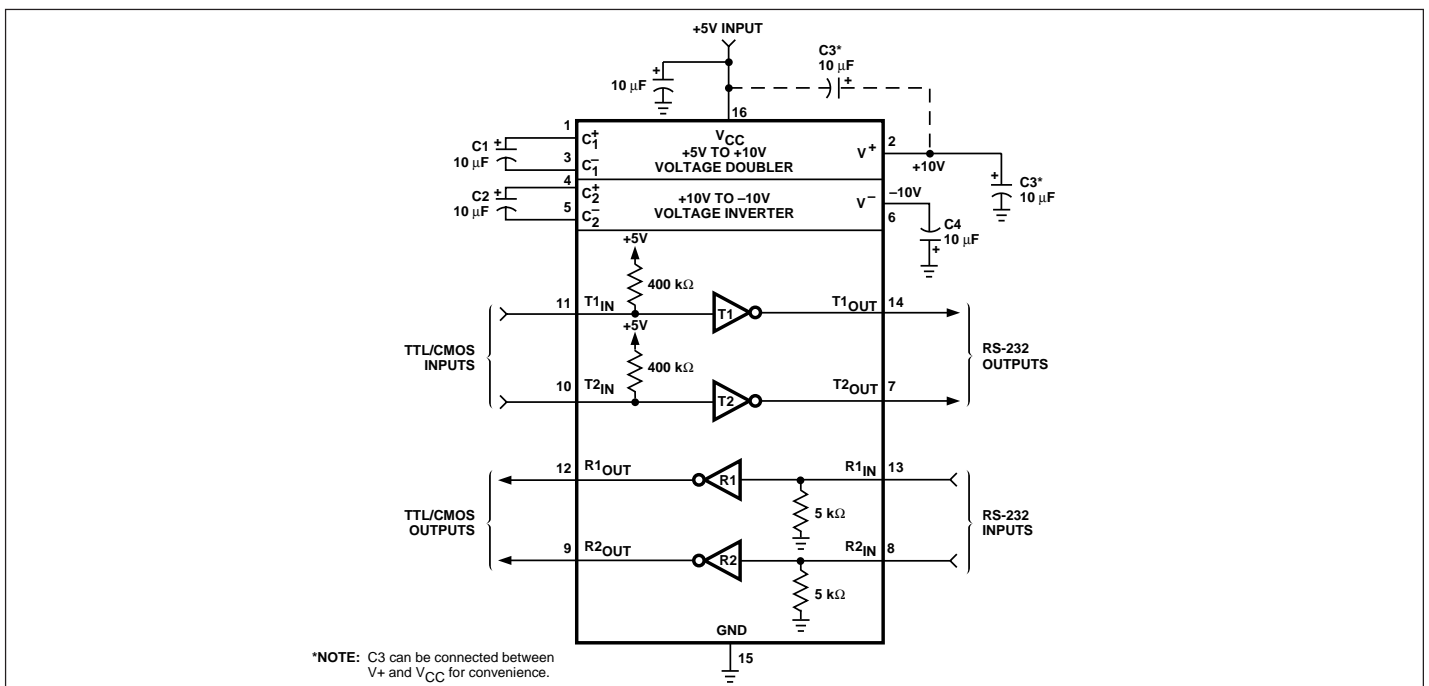 +5V INPUT
C3*
10 µF
+
10 µF
+
16
1
C1+
VCC
+5V TO +10V
VOLTAGE DOUBLER
V+
2
+10V
C1
10 µF
+
3
C1–
C3*
10 µF
+
4
C2+
C2
10 µF
+
5
C2–
+10V TO –10V
VOLTAGE INVERTER
V–
–10V
6
C4
10 µF
+
+5V
400 kΩ
11
T1IN
T1
T1OUT
14
+5V
400 kΩ
TTL/CMOS
INPUTS
RS-232
OUTPUTS
10
T2IN
T2
T2OUT
7
12
R1OUT
R1
R1IN
13
5 kΩ
TTL/CMOS
OUTPUTS
RS-232
INPUTS
9
R2OUT
R2
R2IN
8
5 kΩ
GND
15
*NOTE: C3 can be connected between
V+ and VCC for convenience.